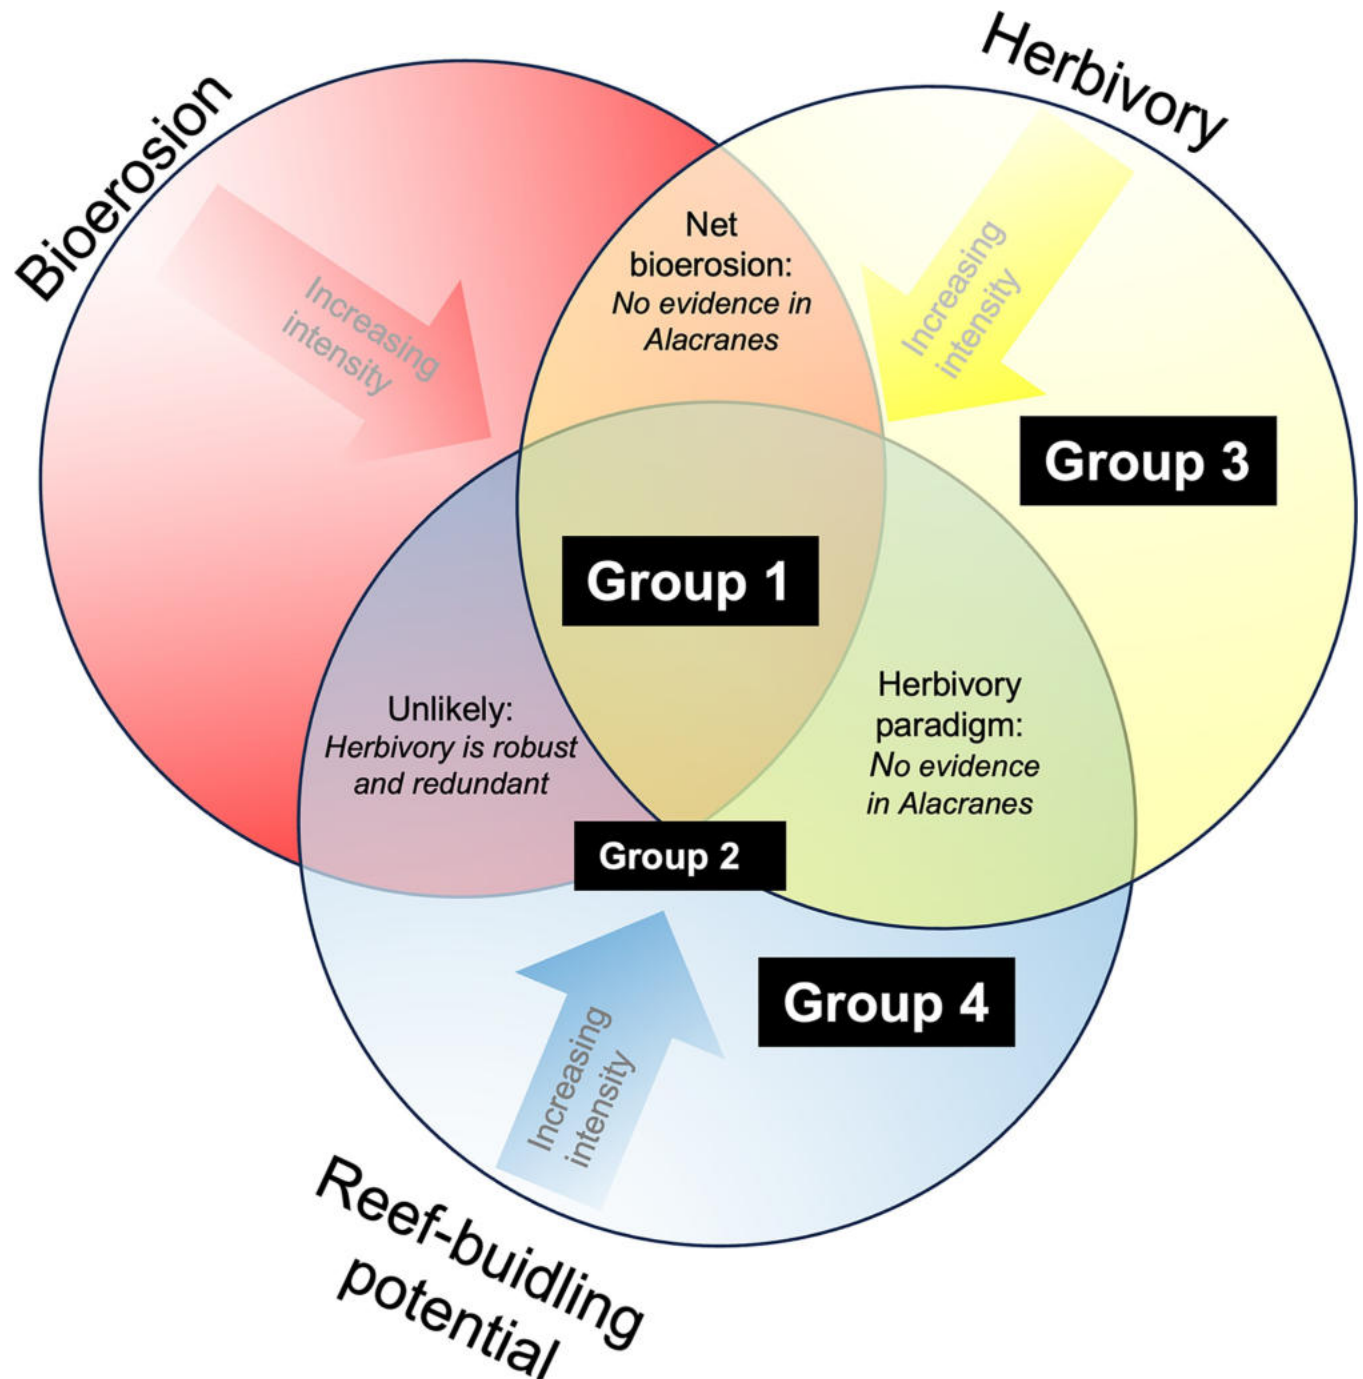 Bioerosion
Herbivory
Increasing
intensity
Net
bioerosion:
No evidence in
Alacranes
Increasing
intensity
Group 3
Group 1
Unlikely:
Herbivory is robust
and redundant
Herbivory
paradigm:
No evidence
in Alacranes
Group 2
Group 4
Increasing
intensity
Reef-buidling
potential